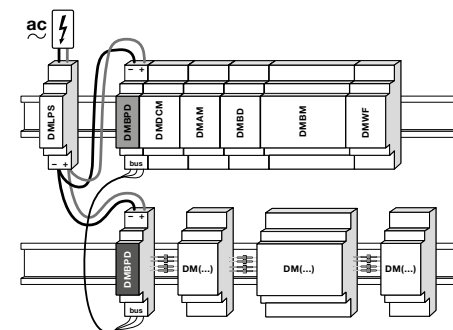 ac
DMLPS
− +
− +
DMBPD
DMDCM
DMAM
DMBD
DMBM
DMWF
bus
− +
DMBPD
DM(...)
DM(...)
DM(...)
bus